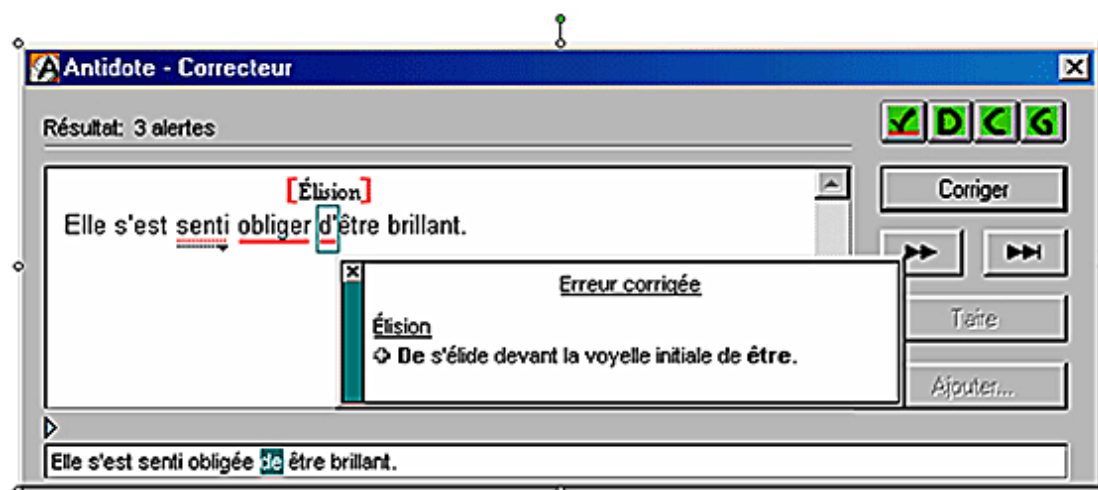 Antidote - Correcteur
Résultat: 3 alertes
D C G
[Élision]
Elle s'est senti obliger d'être brillant.
Corriger
Erreur corrigée
Élision
De s'élide devant la voyelle initiale de être.
Taire
Ajouter...
Elle s'est senti obligée de être brillant.